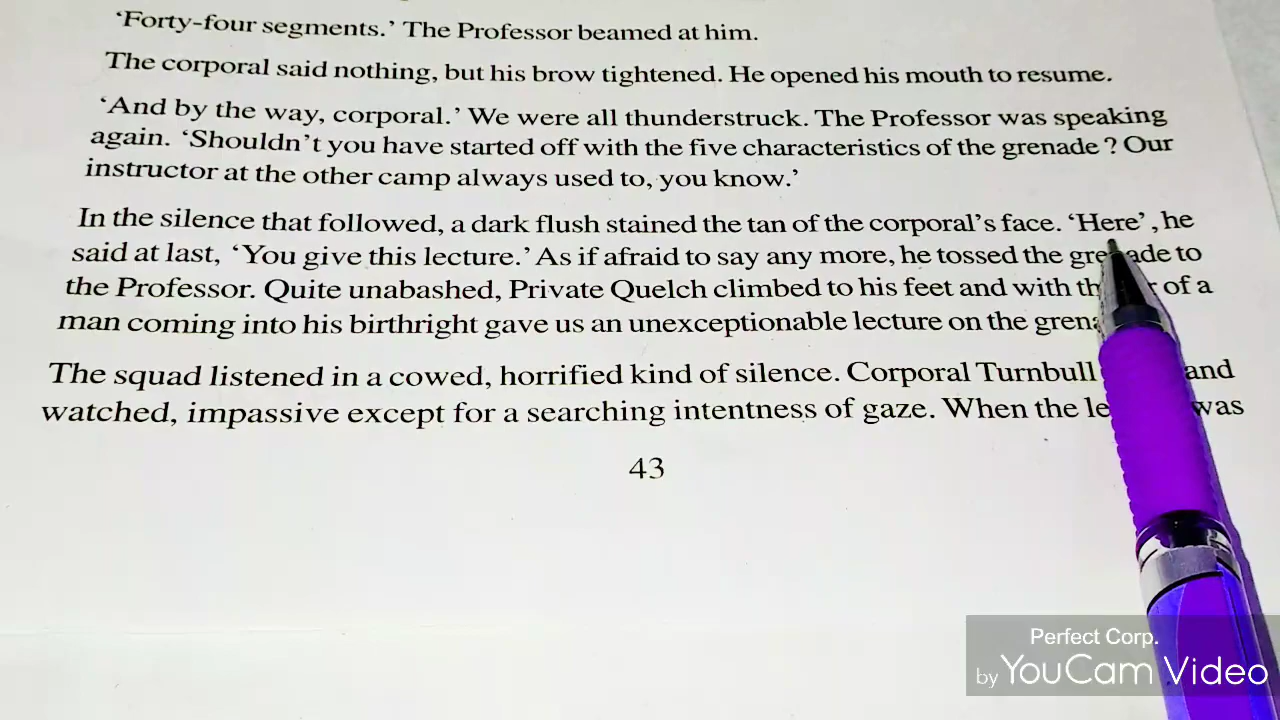 ‘Forty-four segments.’ The Professor beamed at him.
The corporal said nothing, but his brow tightened. He opened his mouth to resume.
‘And by the way, corporal.’ We were all thunderstruck. The Professor was speaking
again. ‘Shouldn’t you have started off with the five characteristics of the grenade? Our
instructor at the other camp always used to, you know.’
In the silence that followed, a dark flush stained the tan of the corporal’s face. ‘Here’, he
said at last, ‘You give this lecture.’ As if afraid to say any more, he tossed the grenade to
the Professor. Quite unabashed, Private Quelch climbed to his feet and with of a
man coming into his birthright gave us an unexceptionable lecture on the
The squad listened in a cowed, horrified kind of silence. Corporal Turnbull and
watched, impassive except for a searching intentness of gaze. When the was
43
Perfect Corp.
by YouCam Video